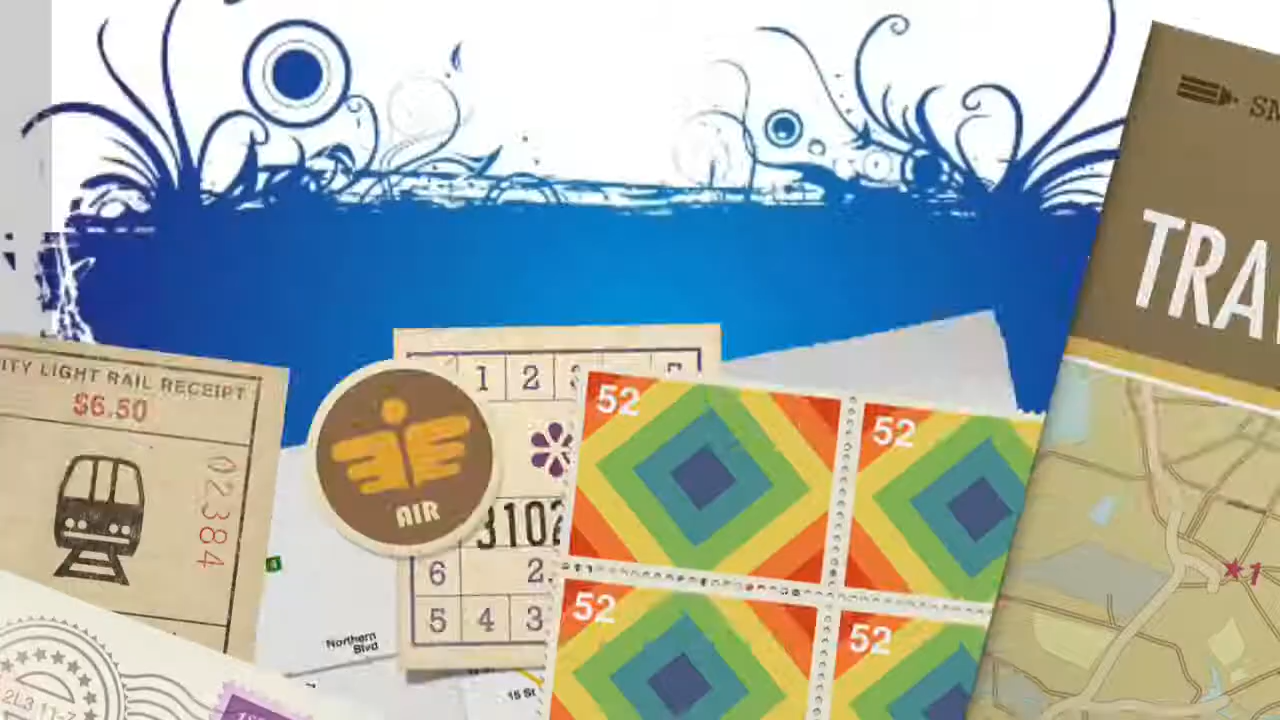 TRA
ITY LIGHT RAIL RECEIPT
$6.50
02384
1 2
AIR
3102
6 2
5 4 3
52
52
52
52
1
Northern
Blvd
15 St